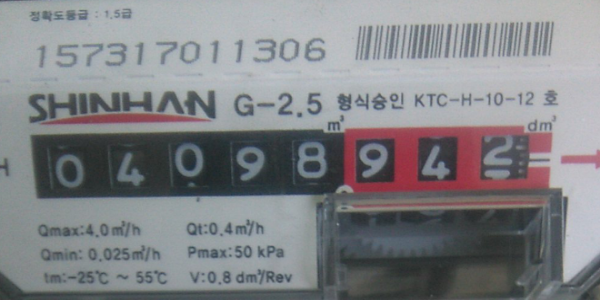 정확도등급 : 1.5급
157317011306
SHINHAN G-2.5 형식승인 KTC-H-10-12 호
m³ dm³
04098 942
Qmax:4.0㎥/h Qt:0.4㎥/h
Qmin: 0.025㎥/h Pmax:50 kPa
tm:-25℃ ~ 55℃ V:0.8 dm³/Rev